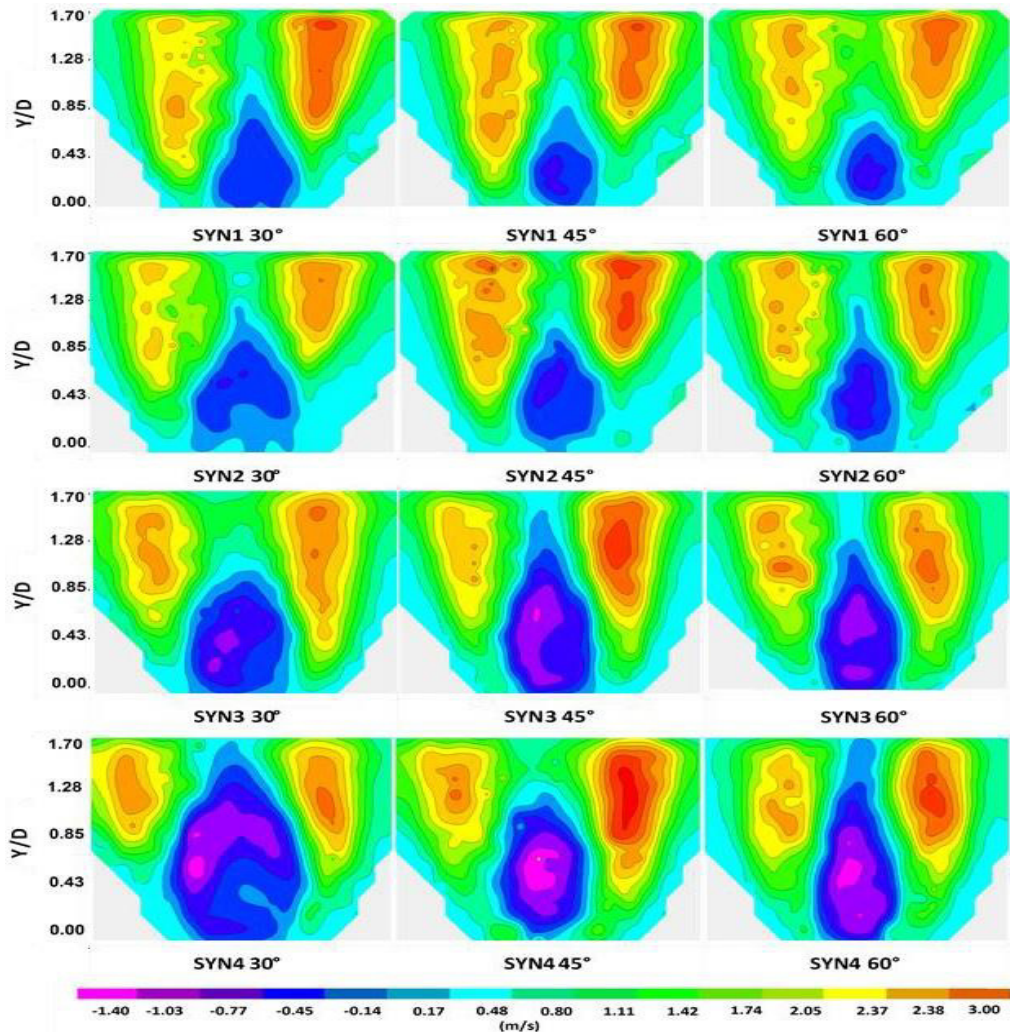 1.70
1.28
0.85
0.43
0.00
Y/D
SYN1 30° SYN1 45° SYN1 60°
1.70
1.28
0.85
0.43
0.00
Y/D
SYN2 30° SYN2 45° SYN2 60°
1.70
1.28
0.85
0.43
0.00
Y/D
SYN3 30° SYN3 45° SYN3 60°
1.70
1.28
0.85
0.43
0.00
Y/D
SYN4 30° SYN4 45° SYN4 60°
-1.40 -1.03 -0.77 -0.45 -0.14 0.17 0.48 0.80 1.11 1.42 1.74 2.05 2.37 2.38 3.00
(m/s)